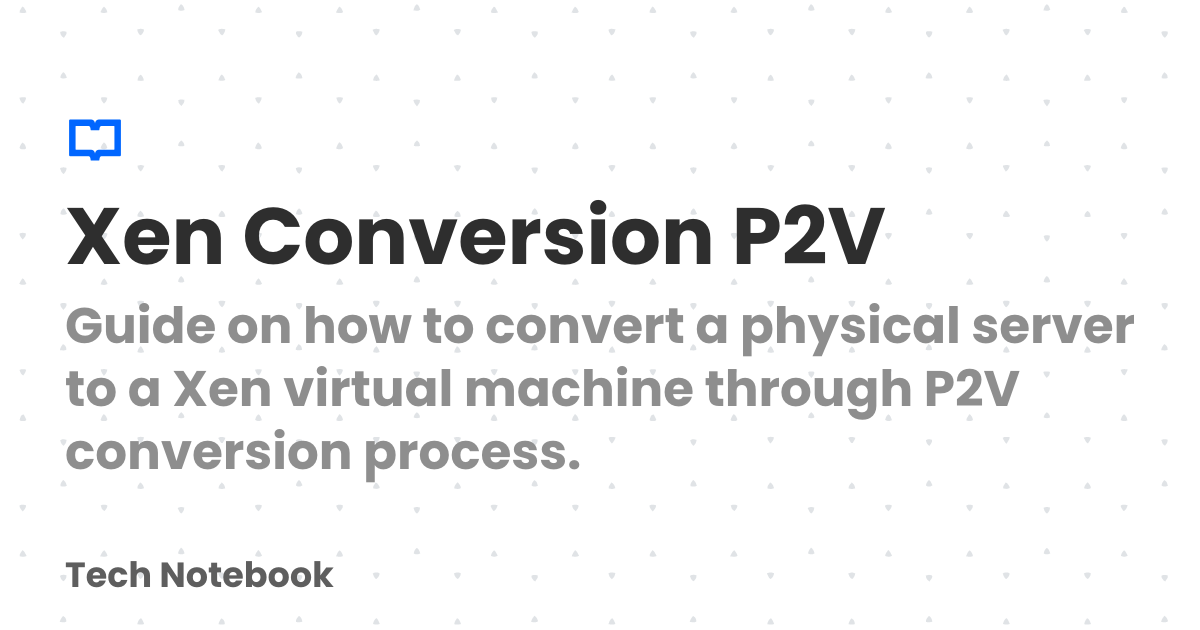 Xen Conversion P2V
Guide on how to convert a physical server
to a Xen virtual machine through P2V
conversion process.
Tech Notebook